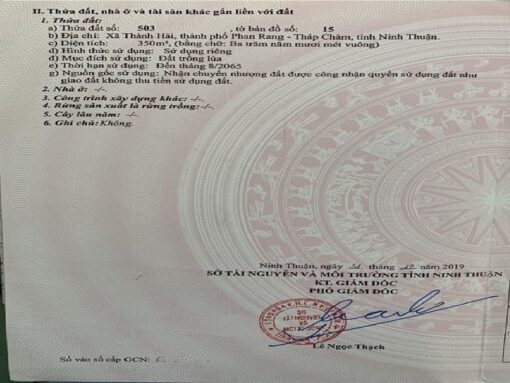 II. Thửa đất, nhà ở và tài sản khác gắn liền với đất
1. Thửa đất:
a) Thửa đất số: 503 , tờ bản đồ số: 15
b) Địa chỉ: Xã Thành Hải, thành phố Phan Rang - Tháp Chàm, tỉnh Ninh Thuận.
c) Diện tích: 350m², (bằng chữ: Ba trăm năm mươi mét vuông)
d) Hình thức sử dụng: Sử dụng riêng
đ) Mục đích sử dụng: Đất trồng lúa
e) Thời hạn sử dụng: Đến tháng 8/2065
g) Nguồn gốc sử dụng: Nhận chuyển nhượng đất được công nhận quyền sử dụng đất như
giao đất không thu tiền sử dụng đất.
2. Nhà ở: -/-.
3. Công trình xây dựng khác: -/-.
4. Rừng sản xuất là rừng trồng: -/-.
5. Cây lâu năm: -/-.
6. Ghi chú: Không.
Ninh Thuận, ngày tháng năm 2019
SỞ TÀI NGUYÊN VÀ MÔI TRƯỜNG TỈNH NINH THUẬN
KT. GIÁM ĐỐC
PHÓ GIÁM ĐỐC
SỞ
TÀI NGUYÊN
VÀ
MÔI TRƯỜNG
Lê Ngọc Thạch
Số vào sổ cấp GCN: